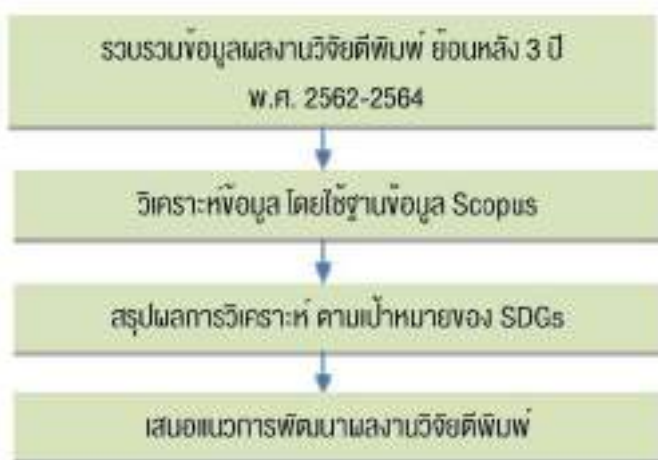 รวบรวมข้อมูลผลงานวิจัยตีพิมพ์ ย้อนหลัง 3 ปี
พ.ศ. 2562-2564
วิเคราะห์ข้อมูล โดยใช้ฐานข้อมูล Scopus
สรุปผลการวิเคราะห์ ตามเป้าหมายของ SDGs
เสนอแนวการพัฒนาผลงานวิจัยตีพิมพ์